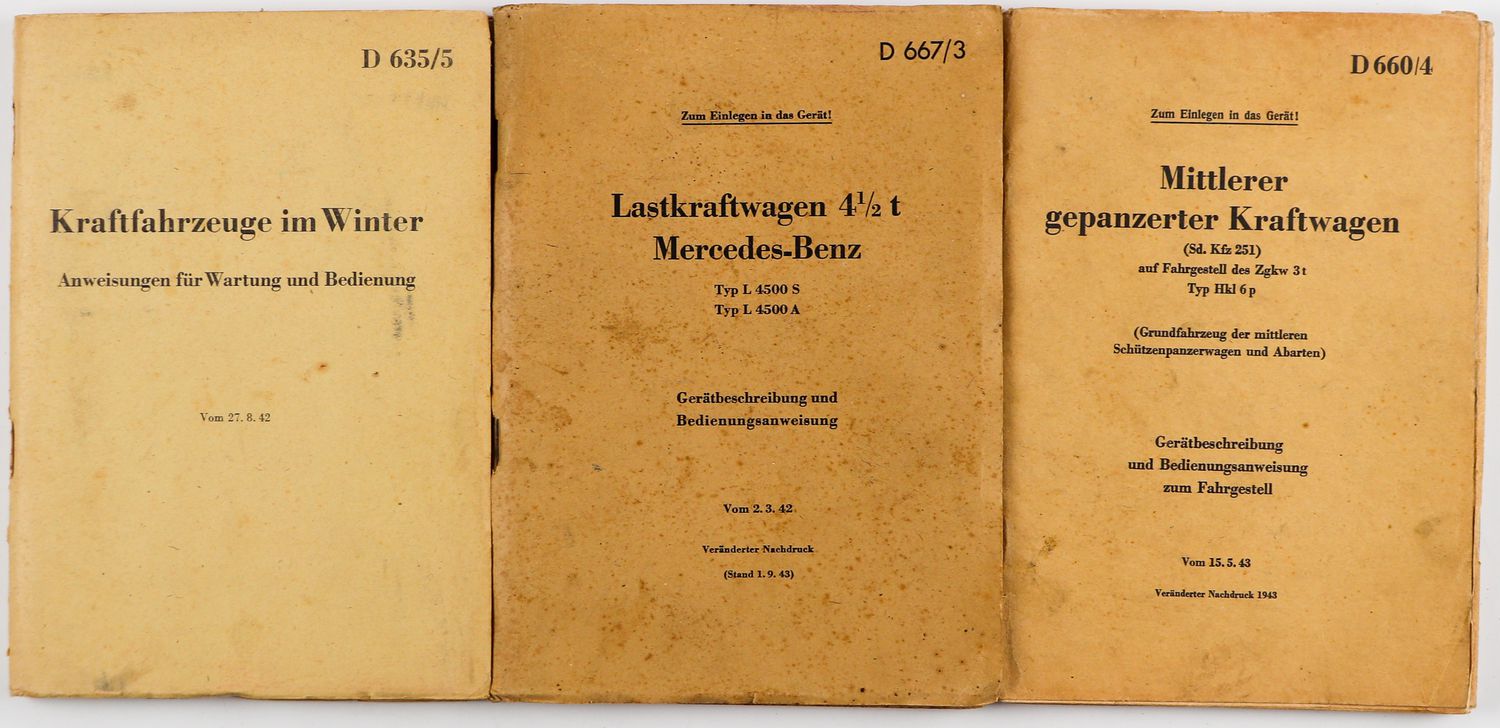 D 635/5
Kraftfahrzeuge im Winter
Anweisungen für Wartung und Bedienung
Vom 27. 8. 42
D 667/3
Zum Einlegen in das Gerät!
Lastkraftwagen 4½ t
Mercedes-Benz
Typ L 4500 S
Typ L 4500 A
Gerätbeschreibung und
Bedienungsanweisung
Vom 2. 3. 42
Veränderter Nachdruck
(Stand 1. 9. 43)
D 660/4
Zum Einlegen in das Gerät!
Mittlerer
gepanzerter Kraftwagen
(Sd. Kfz 251)
auf Fahrgestell des Zgkw 3 t
Typ Hkl 6 p
(Grundfahrzeug der mittleren
Schützenpanzerwagen und Abarten)
Gerätbeschreibung
und Bedienungsanweisung
zum Fahrgestell
Vom 15. 5. 43
Veränderter Nachdruck 1943